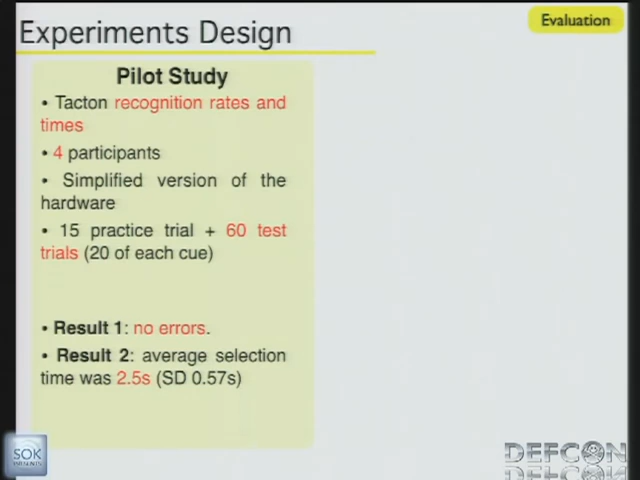 Experiments Design
Evaluation
Pilot Study
• Tacton recognition rates and
times
• 4 participants
• Simplified version of the
hardware
• 15 practice trial + 60 test
trials (20 of each cue)
• Result 1: no errors.
• Result 2: average selection
time was 2.5s (SD 0.57s)
SOK
DEFCON